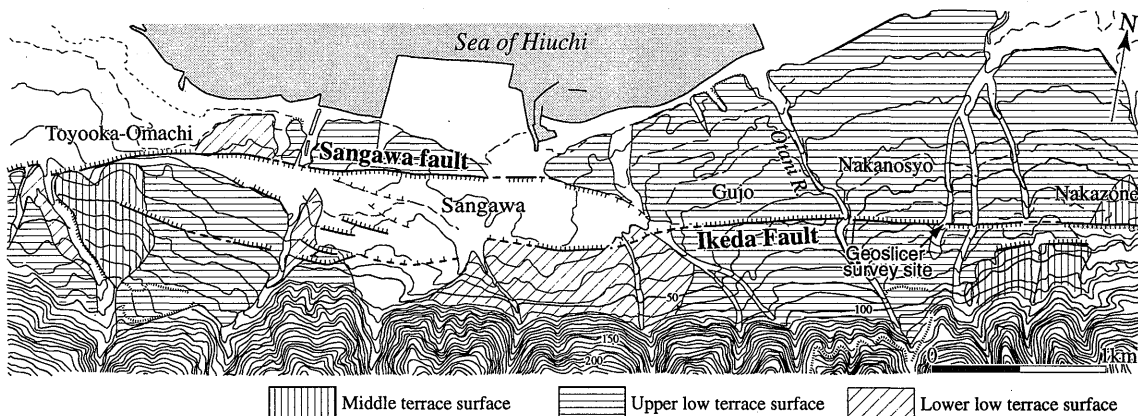 Sea of Hiuchi
N
Toyooka-Omachi
Sangawa fault
Otani R.
Nakanosyo
Sangawa
Gujo
Nakazone
Ikeda Fault
Geoslicer
survey site
50
100
150
200
0
1km
Middle terrace surface
Upper low terrace surface
Lower low terrace surface